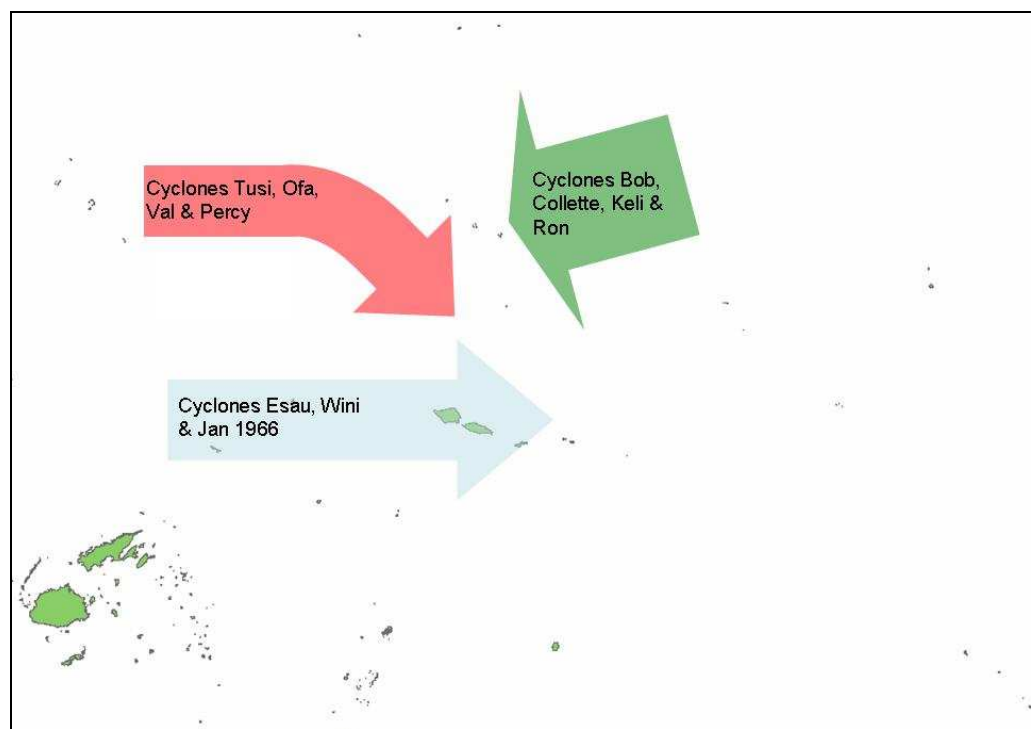 Cyclones Tusi, Ofa,
Val & Percy
Cyclones Bob,
Collette, Keli &
Ron
Cyclones Esau, Wini
& Jan 1966